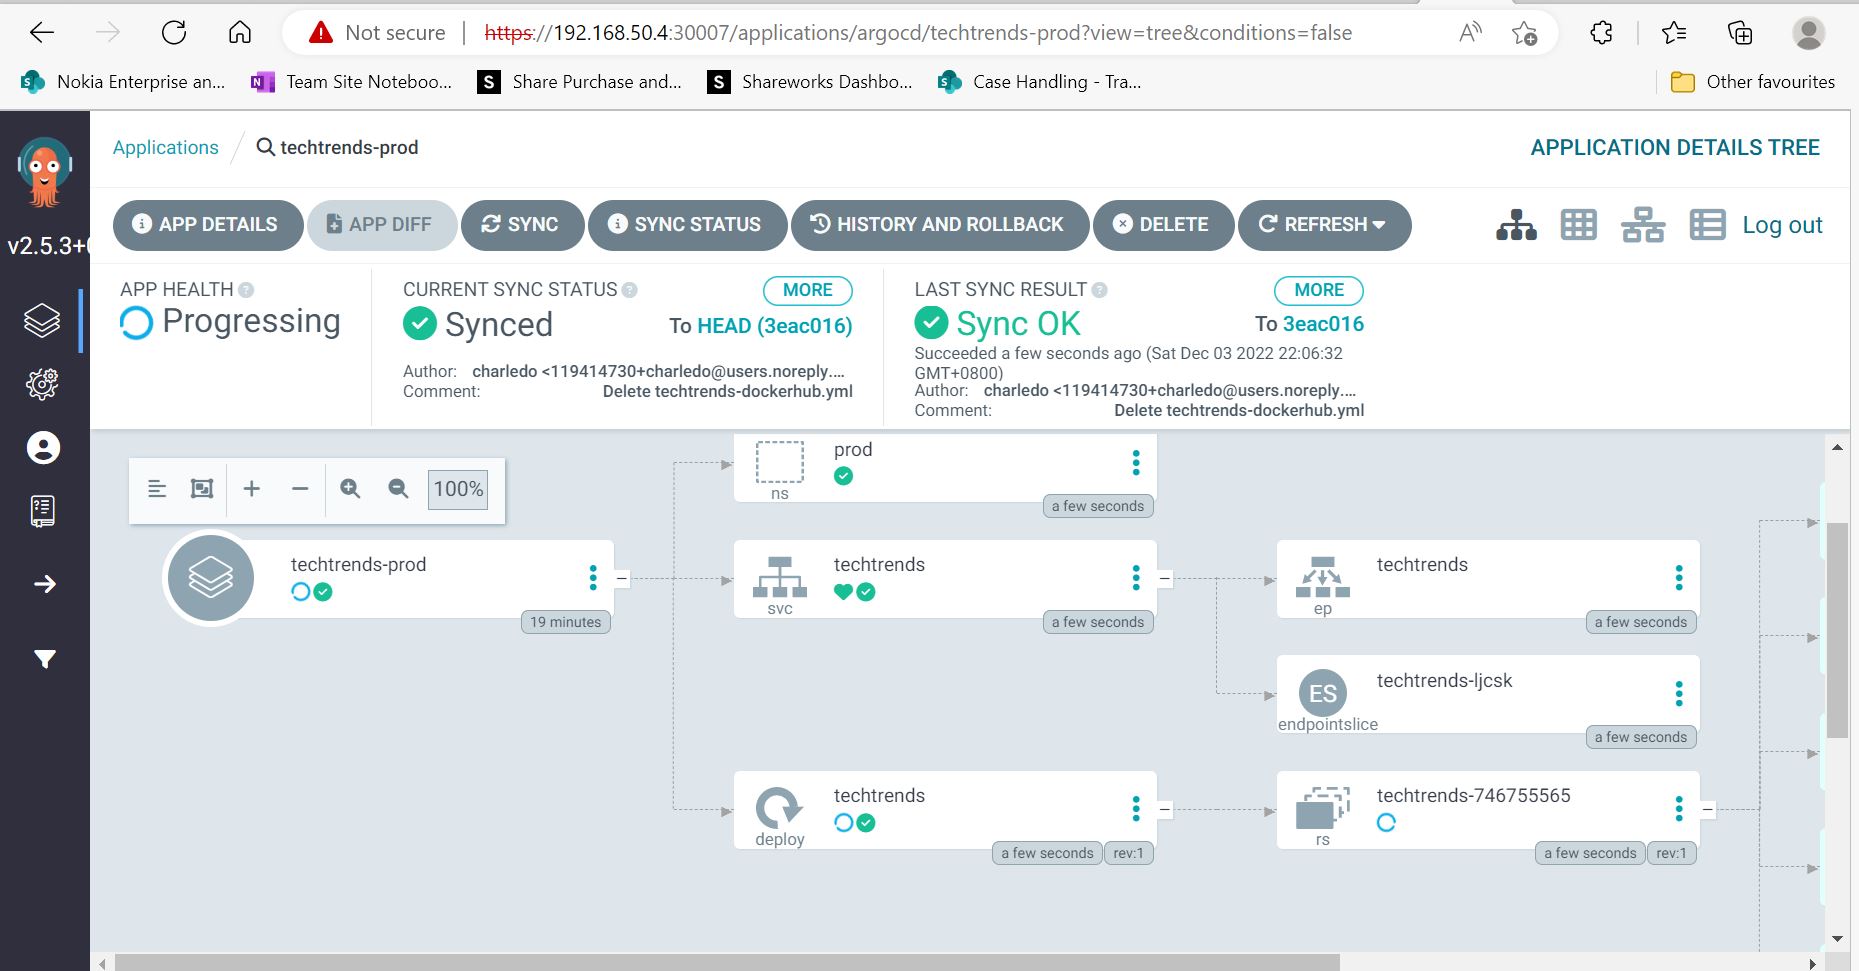 Not secure | https://192.168.50.4:30007/applications/argocd/techtrends-prod?view=tree&conditions=false
Nokia Enterprise an... Team Site Noteboo... Share Purchase and... Shareworks Dashbo... Case Handling - Tra... Other favourites
Applications / techtrends-prod APPLICATION DETAILS TREE
v2.5.3+
APP DETAILS APP DIFF SYNC SYNC STATUS HISTORY AND ROLLBACK DELETE REFRESH Log out
APP HEALTH
Progressing
CURRENT SYNC STATUS MORE
Synced To HEAD (3eac016)
Author: charledo <119414730+charledo@users.noreply....
Comment: Delete techtrends-dockerhub.yml
LAST SYNC RESULT MORE
Sync OK To 3eac016
Succeeded a few seconds ago (Sat Dec 03 2022 22:06:32
GMT+0800)
Author: charledo <119414730+charledo@users.noreply....
Comment: Delete techtrends-dockerhub.yml
100%
techtrends-prod
19 minutes
prod
ns
a few seconds
techtrends
svc
a few seconds
techtrends
ep
a few seconds
ES
techtrends-ljcsk
endpointslice
a few seconds
techtrends
deploy
a few seconds rev:1
techtrends-746755565
rs
a few seconds rev:1